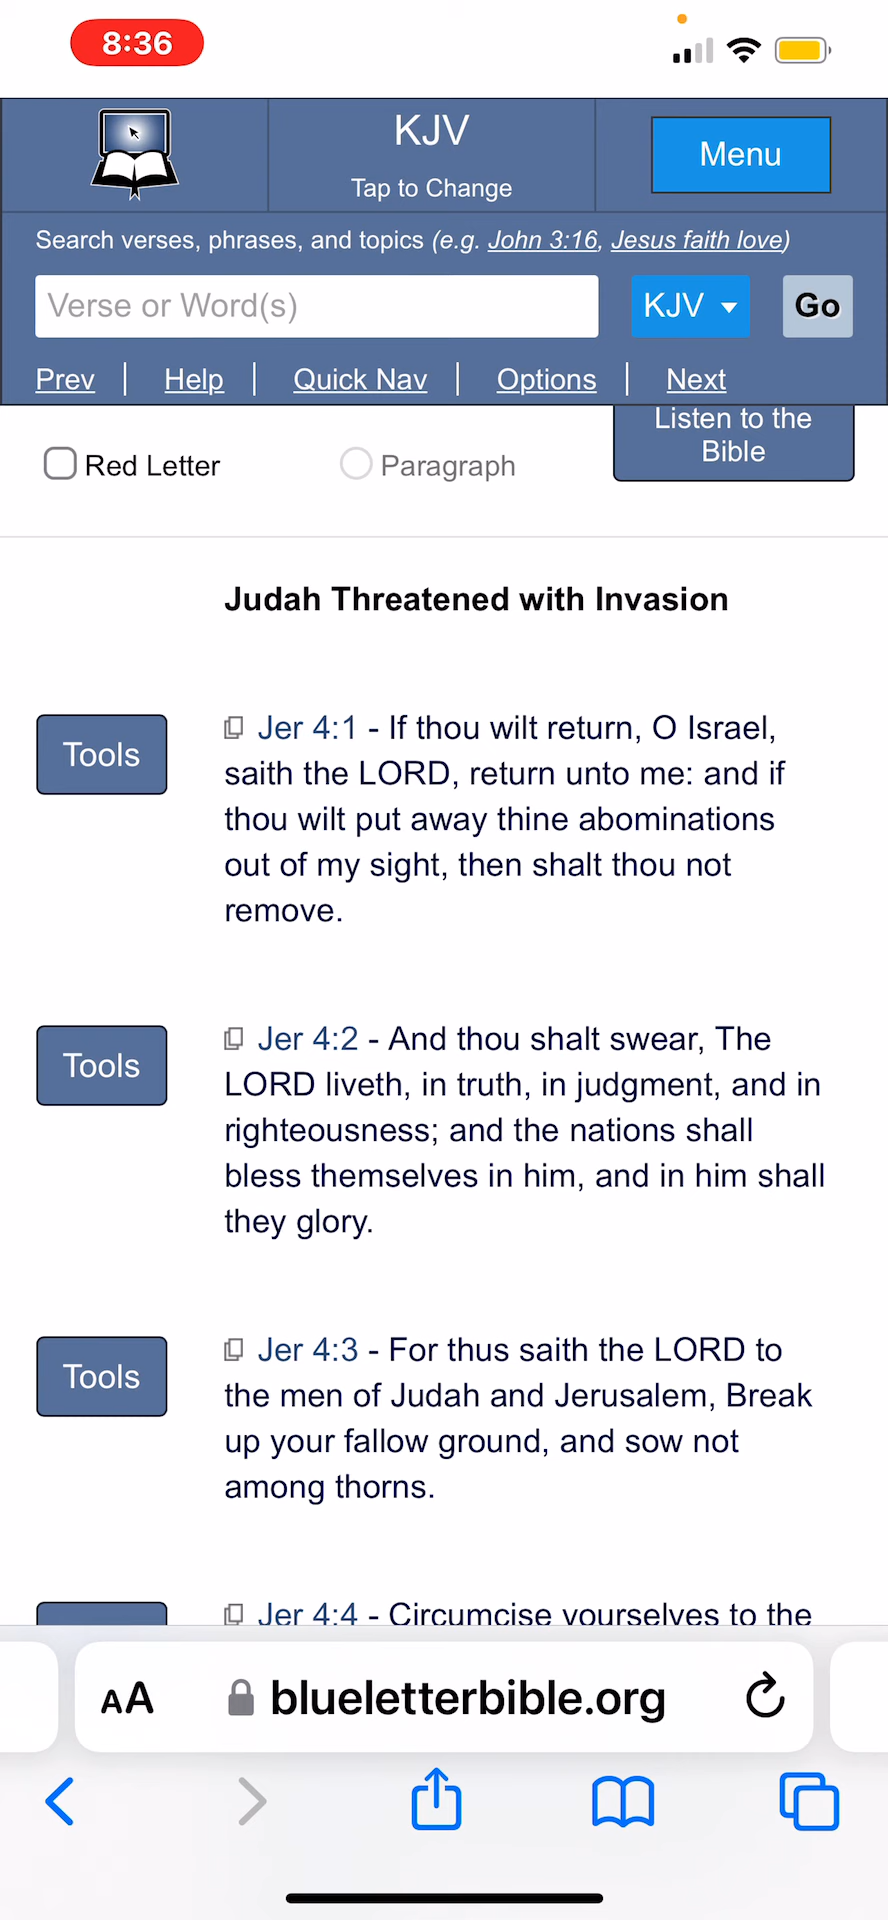 8:36
KJV
Tap to Change
Menu
Search verses, phrases, and topics (e.g. John 3:16, Jesus faith love)
Verse or Word(s)
KJV
Go
Prev | Help | Quick Nav | Options | Next
Listen to the
Bible
Red Letter
Paragraph
Judah Threatened with Invasion
Tools
Jer 4:1 - If thou wilt return, O Israel,
saith the LORD, return unto me: and if
thou wilt put away thine abominations
out of my sight, then shalt thou not
remove.
Tools
Jer 4:2 - And thou shalt swear, The
LORD liveth, in truth, in judgment, and in
righteousness; and the nations shall
bless themselves in him, and in him shall
they glory.
Tools
Jer 4:3 - For thus saith the LORD to
the men of Judah and Jerusalem, Break
up your fallow ground, and sow not
among thorns.
Jer 4:4 - Circumcise yourselves to the
AA
blueletterbible.org